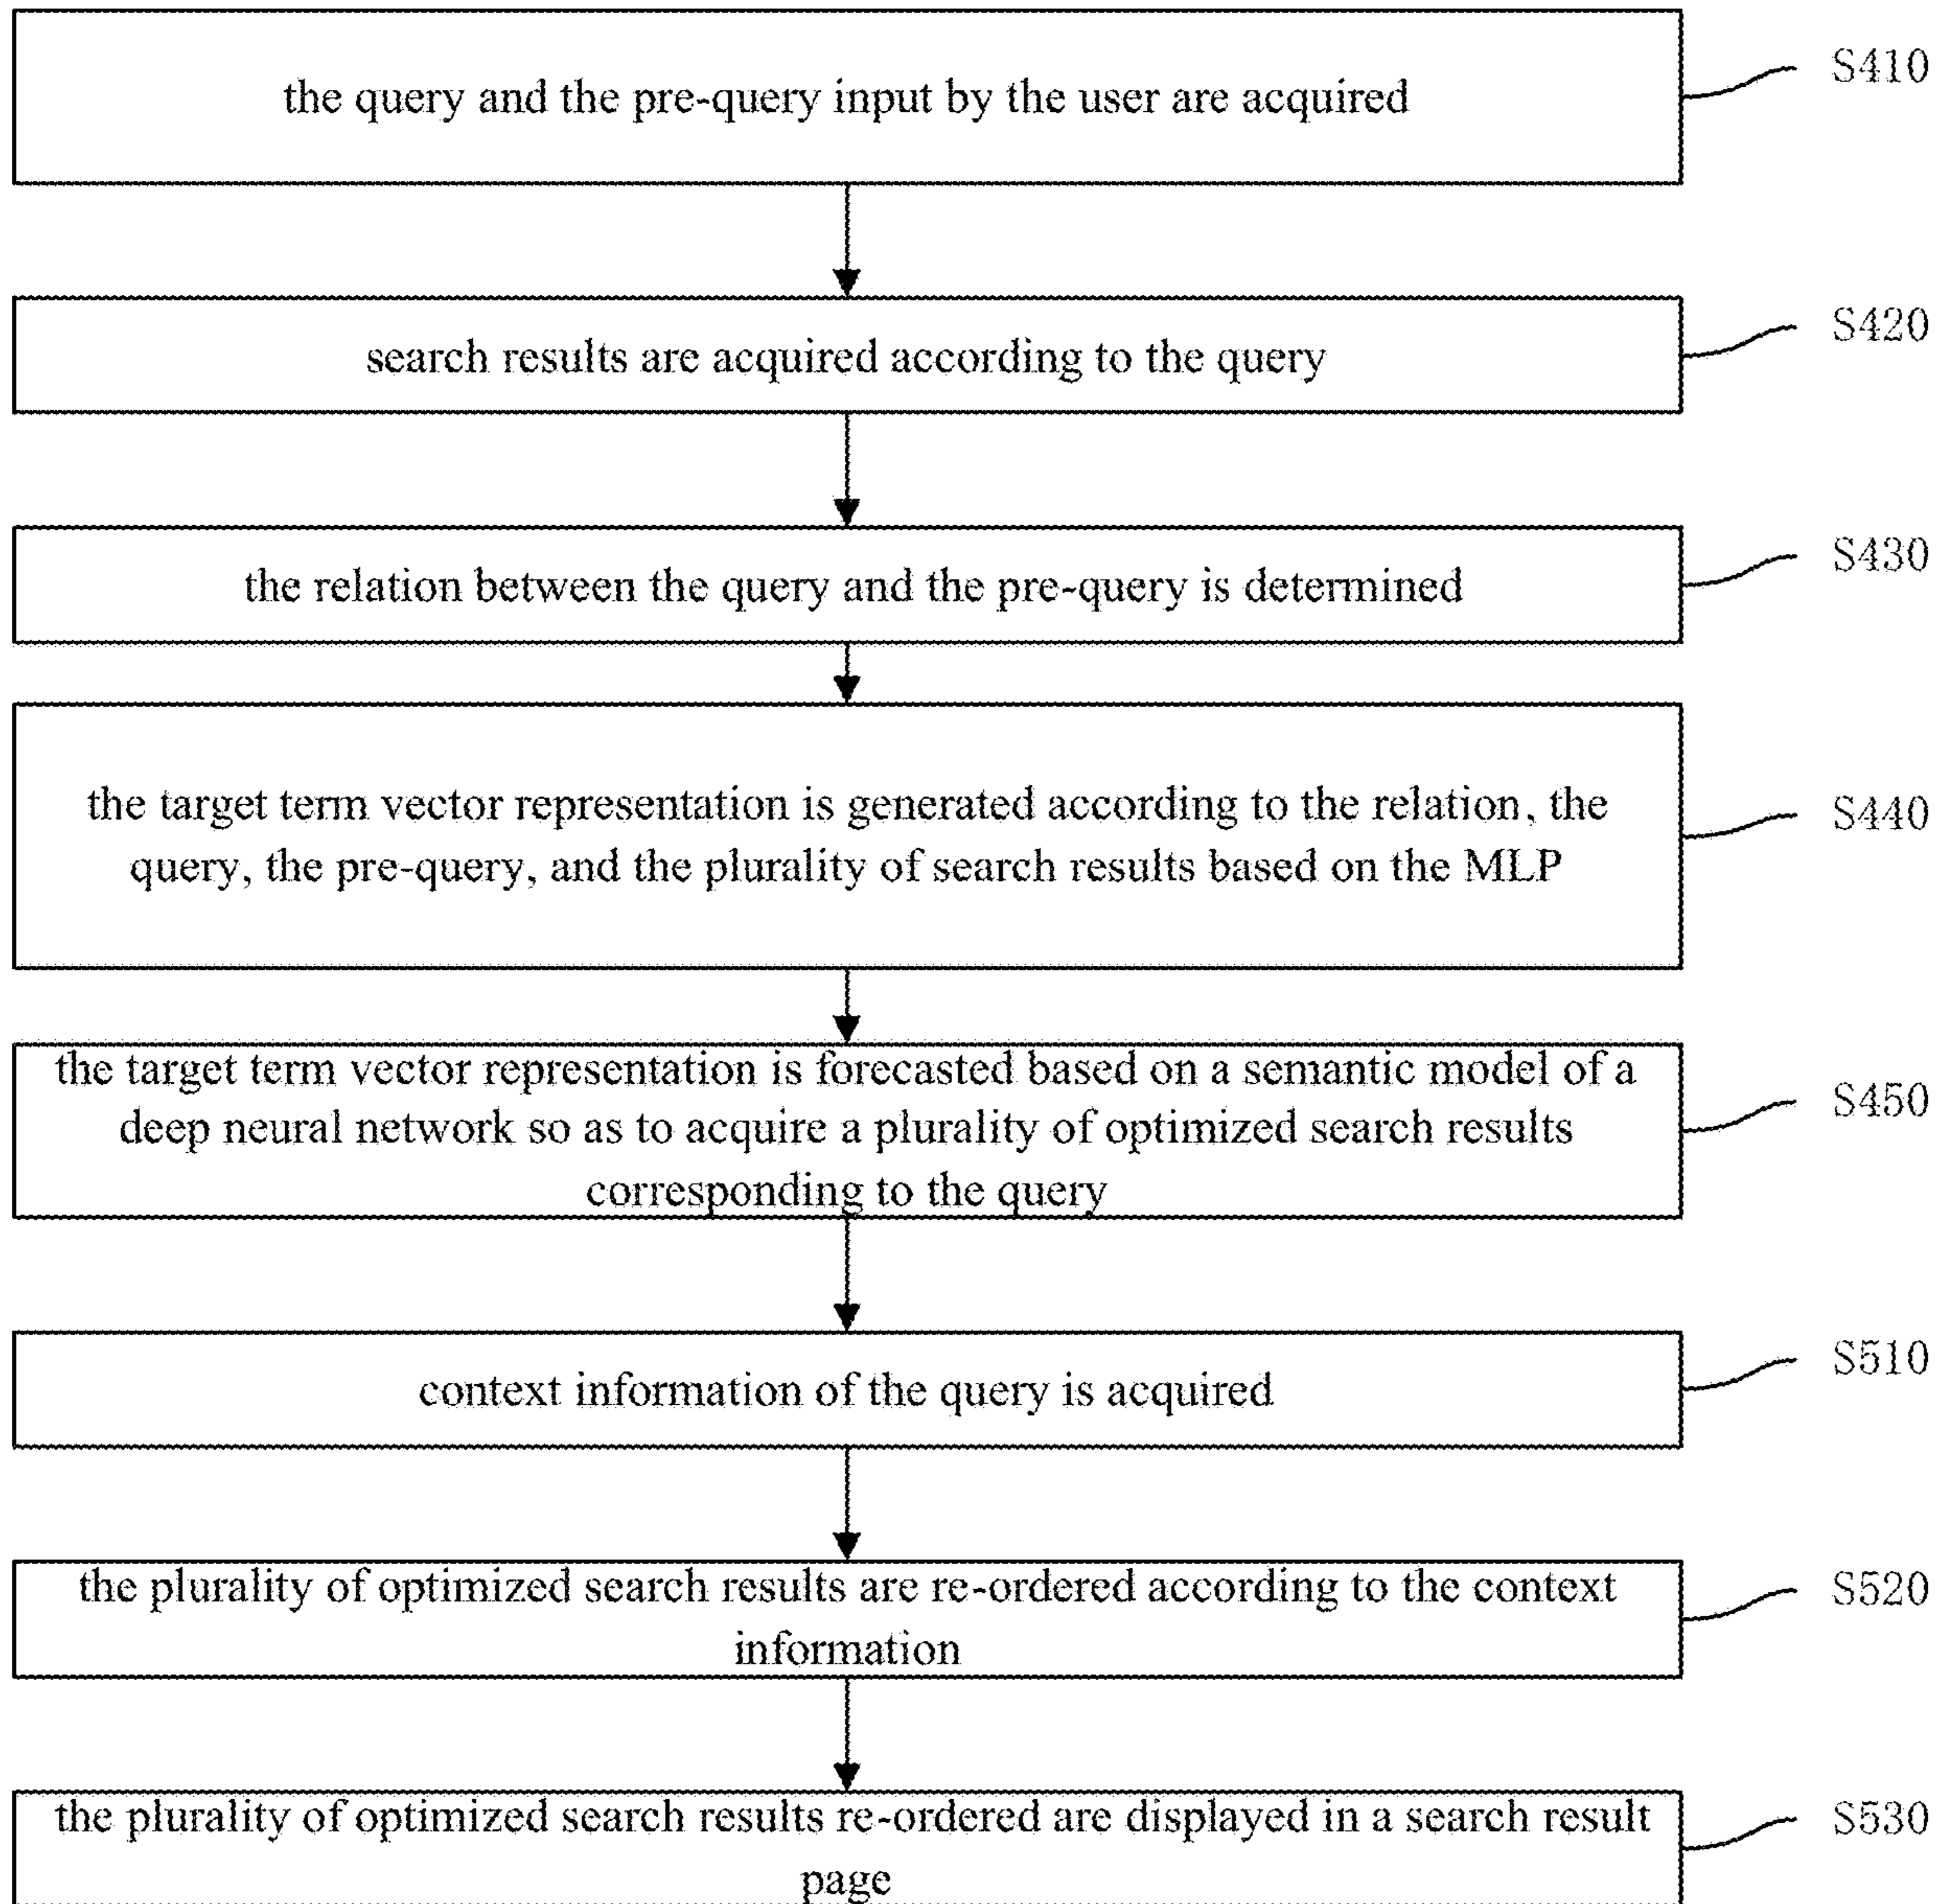 the query and the pre-query input by the user are acquired
S410
search results are acquired according to the query
S420
the relation between the query and the pre-query is determined
S430
the target term vector representation is generated according to the relation, the
query, the pre-query, and the plurality of search results based on the MLP
S440
the target term vector representation is forecasted based on a semantic model of a
deep neural network so as to acquire a plurality of optimized search results
corresponding to the query
S450
context information of the query is acquired
S510
the plurality of optimized search results are re-ordered according to the context
information
S520
the plurality of optimized search results re-ordered are displayed in a search result
page
S530